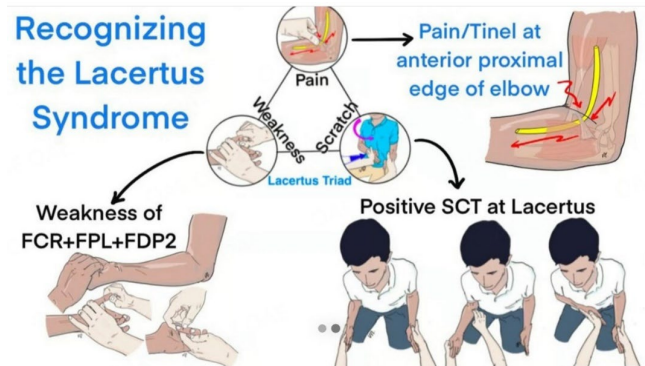 Recognizing
the Lacertus
Syndrome
Pain
Weakness
Scratch
Lacertus Triad
Pain/Tinel at
anterior proximal
edge of elbow
Weakness of
FCR+FPL+FDP2
Positive SCT at Lacertus